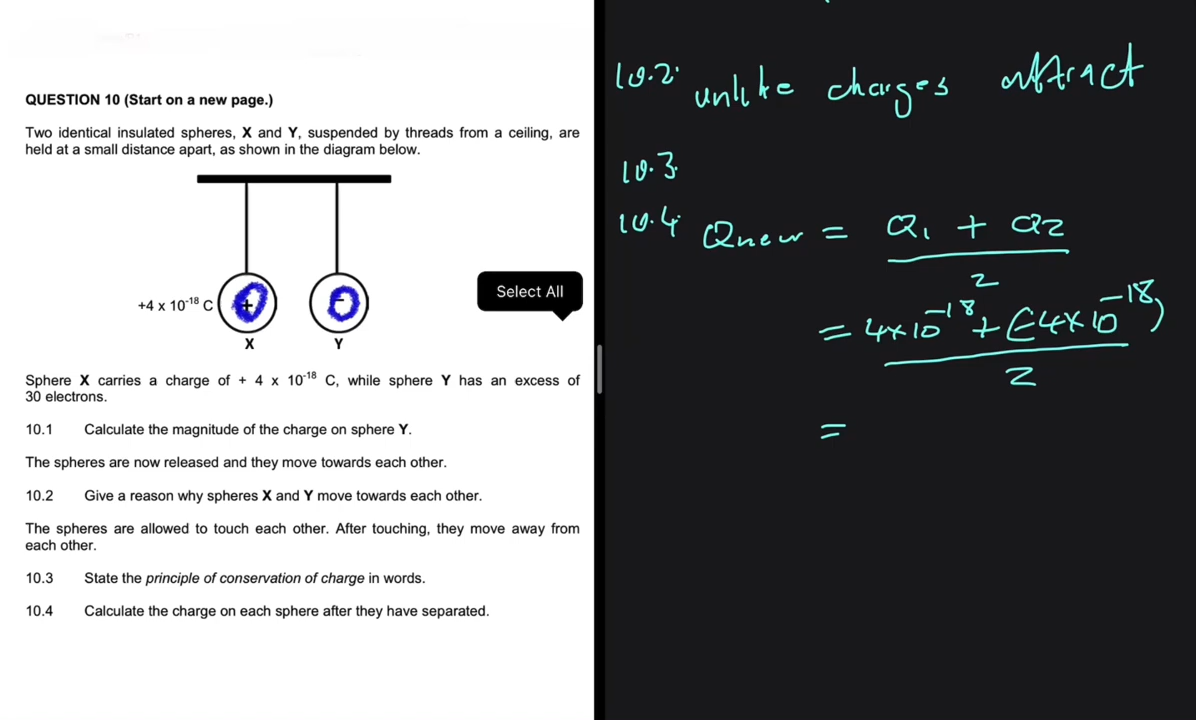 QUESTION 10 (Start on a new page.)
Two identical insulated spheres, X and Y, suspended by threads from a ceiling, are
held at a small distance apart, as shown in the diagram below.
+4 x 10⁻¹⁸ C
+
-
X
Y
Select All
Sphere X carries a charge of + 4 x 10⁻¹⁸ C, while sphere Y has an excess of
30 electrons.
10.1 Calculate the magnitude of the charge on sphere Y.
The spheres are now released and they move towards each other.
10.2 Give a reason why spheres X and Y move towards each other.
The spheres are allowed to touch each other. After touching, they move away from
each other.
10.3 State the principle of conservation of charge in words.
10.4 Calculate the charge on each sphere after they have separated.
10.2. unlike charges attract
10.3.
10.4. Qnew = Q1 + Q2
2
= 4x10⁻¹⁸ + (-4x10⁻¹⁸)
2
=